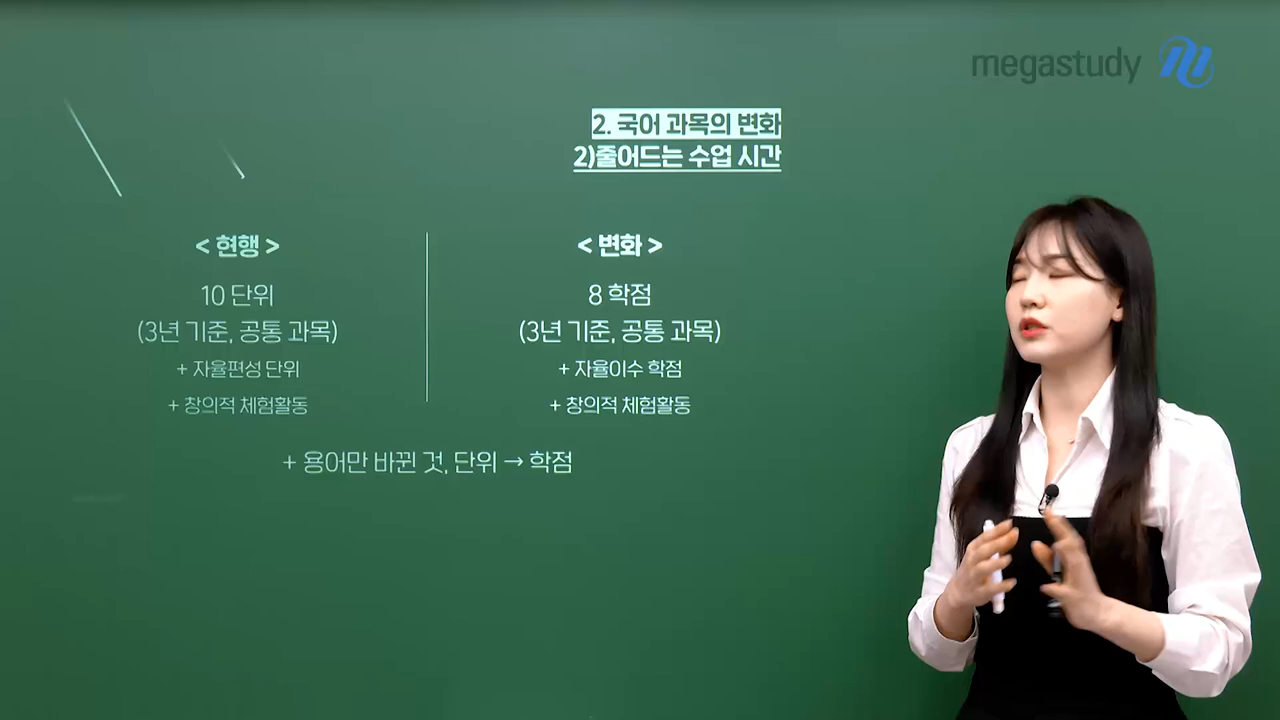 megastudy
2. 국어 과목의 변화
2)줄어드는 수업 시간
< 현행 >
10 단위
(3년 기준, 공통 과목)
+ 자율편성 단위
+ 창의적 체험활동
< 변화 >
8 학점
(3년 기준, 공통 과목)
+ 자율이수 학점
+ 창의적 체험활동
+ 용어만 바뀐 것, 단위 → 학점